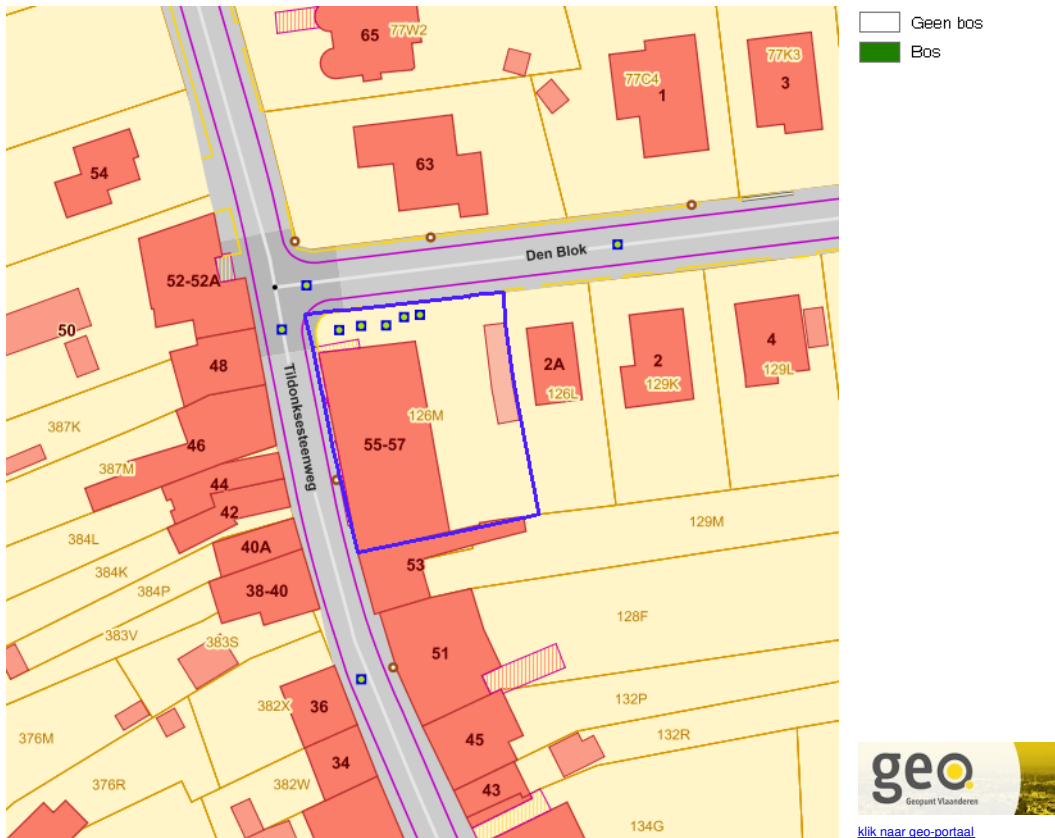 65
77W2
77C4
1
77K3
3
Geen bos
Bos
54
63
Den Blok
52-52A
50
48
Tildonksesteenweg
2A
126L
2
129K
4
129L
126M
55-57
387K
46
387M
44
42
384L
40A
384K
53
129M
38-40
384P
383V
383S
128F
51
382X
36
132P
376M
34
45
132R
376R
382W
43
134G
geo
Geopunt Vlaanderen
klik naar geo-portaal